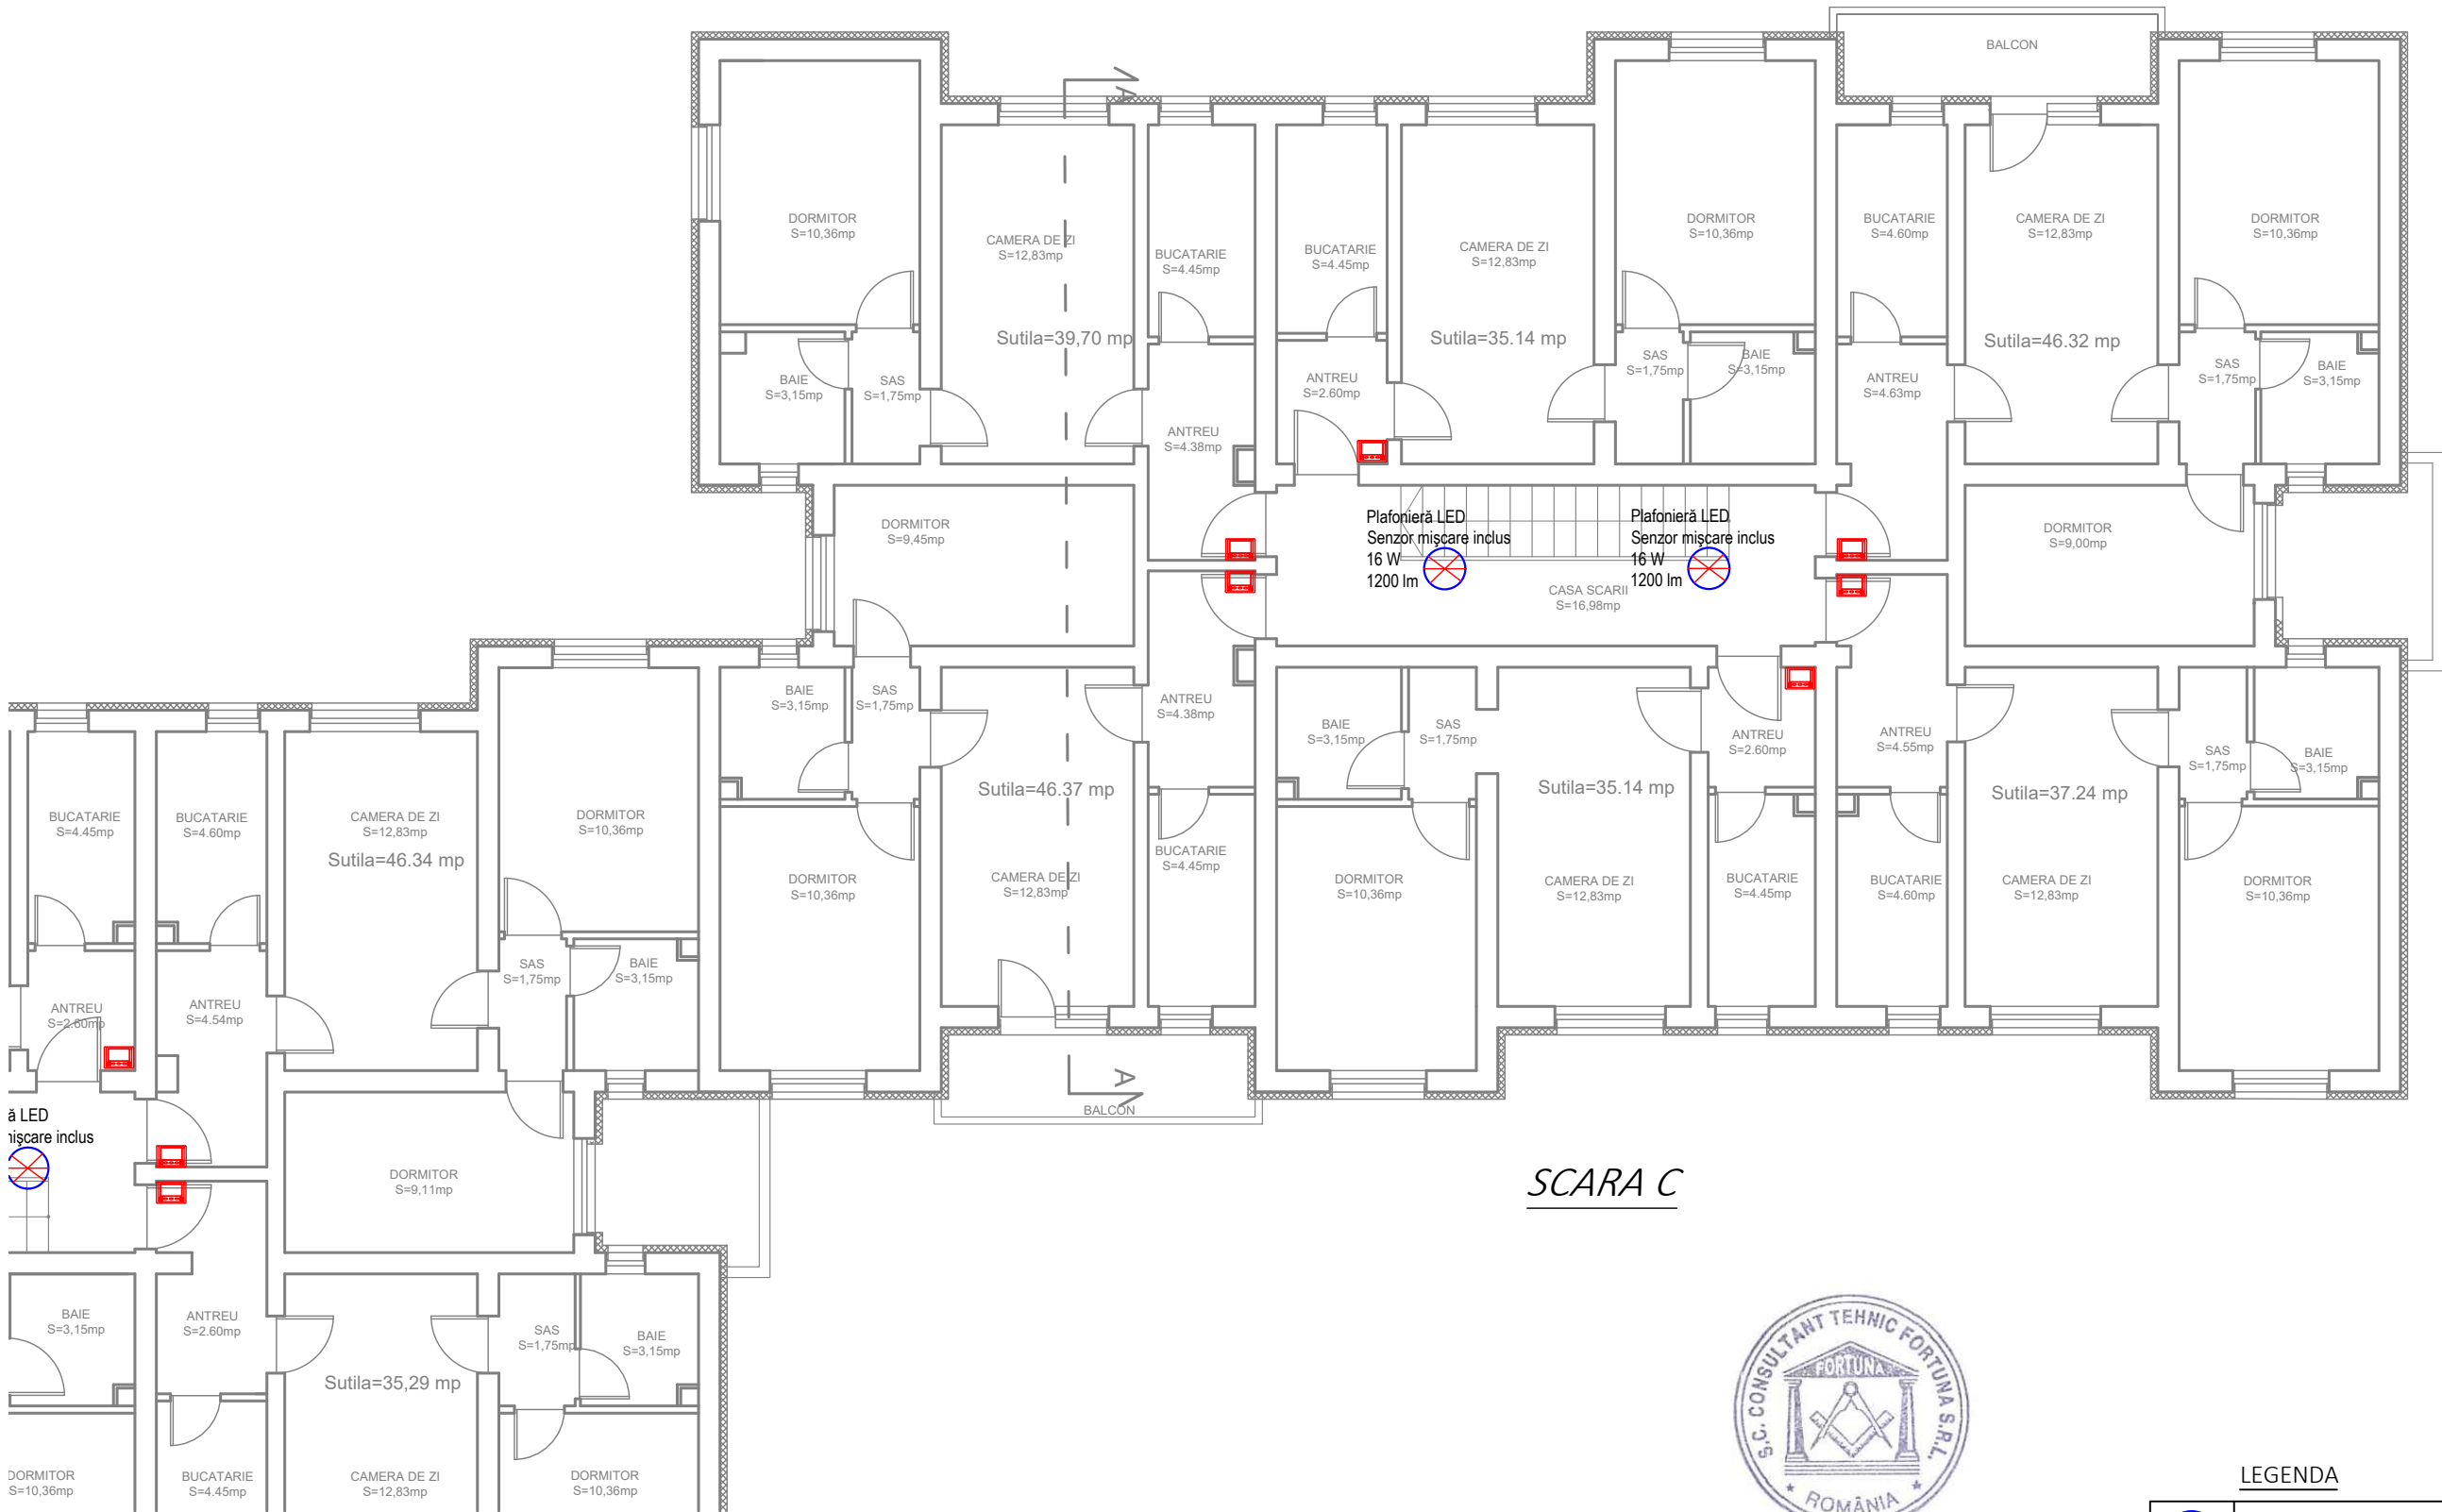 BALCON
A
DORMITOR
S=10,36mp
CAMERA DE ZI
S=12,83mp
BUCATARIE
S=4.45mp
BUCATARIE
S=4.45mp
CAMERA DE ZI
S=12,83mp
DORMITOR
S=10,36mp
BUCATARIE
S=4.60mp
CAMERA DE ZI
S=12,83mp
DORMITOR
S=10,36mp
Sutila=39,70 mp
Sutila=35.14 mp
Sutila=46.32 mp
BAIE
S=3,15mp
SAS
S=1,75mp
ANTREU
S=4.38mp
ANTREU
S=2.60mp
SAS
S=1,75mp
BAIE
S=3,15mp
ANTREU
S=4.63mp
SAS
S=1,75mp
BAIE
S=3,15mp
DORMITOR
S=9,45mp
Plafonieră LED
Senzor mişcare inclus
16 W
1200 lm
Plafonieră LED
Senzor mişcare inclus
16 W
1200 lm
CASA SCARII
S=16,98mp
DORMITOR
S=9,00mp
BAIE
S=3,15mp
SAS
S=1,75mp
ANTREU
S=4.38mp
BAIE
S=3,15mp
SAS
S=1,75mp
ANTREU
S=2.60mp
ANTREU
S=4.55mp
SAS
S=1,75mp
BAIE
S=3,15mp
Sutila=46.37 mp
Sutila=35.14 mp
Sutila=37.24 mp
BUCATARIE
S=4.45mp
BUCATARIE
S=4.60mp
CAMERA DE ZI
S=12,83mp
Sutila=46.34 mp
DORMITOR
S=10,36mp
DORMITOR
S=10,36mp
CAMERA DE ZI
S=12,83mp
BUCATARIE
S=4.45mp
DORMITOR
S=10,36mp
CAMERA DE ZI
S=12,83mp
BUCATARIE
S=4.45mp
BUCATARIE
S=4.60mp
CAMERA DE ZI
S=12,83mp
DORMITOR
S=10,36mp
ANTREU
S=2.60mp
ANTREU
S=4.54mp
SAS
S=1,75mp
BAIE
S=3,15mp
A
BALCON
ă LED
mişcare inclus
DORMITOR
S=9,11mp
SCARA C
BAIE
S=3,15mp
ANTREU
S=2.60mp
SAS
S=1,75mp
BAIE
S=3,15mp
Sutila=35,29 mp
DORMITOR
S=10,36mp
BUCATARIE
S=4.45mp
CAMERA DE ZI
S=12,83mp
DORMITOR
S=10,36mp
S.C. CONSULTANT TEHNIC FORTUNA S.R.L.
FORTUNA
* ROMÂNIA *
LEGENDA